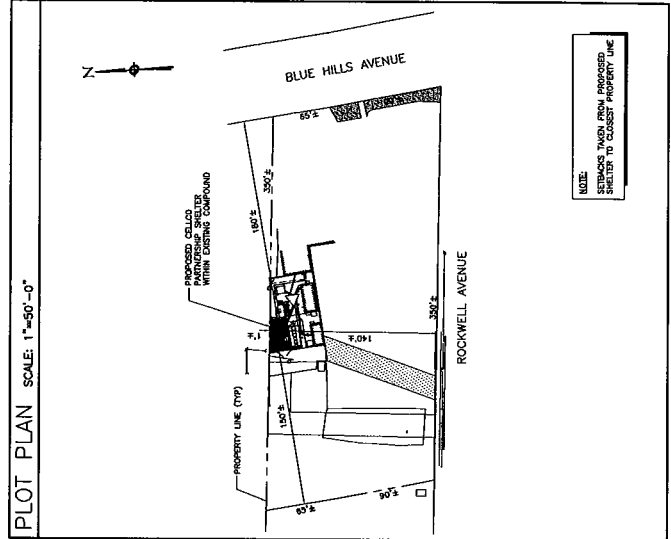 PLOT PLAN SCALE: 1"=50'-0"
N
BLUE HILLS AVENUE
PROPOSED CELLCO
PARTNERSHIP SHELTER
WITHIN EXISTING COMPOUND
65'±
350'±
180'±
1'±
PROPERTY LINE (TYP)
150'±
140'±
65'±
90'±
350'±
ROCKWELL AVENUE
NOTE:
SETBACKS TAKEN FROM PROPOSED
SHELTER TO CLOSEST PROPERTY LINE